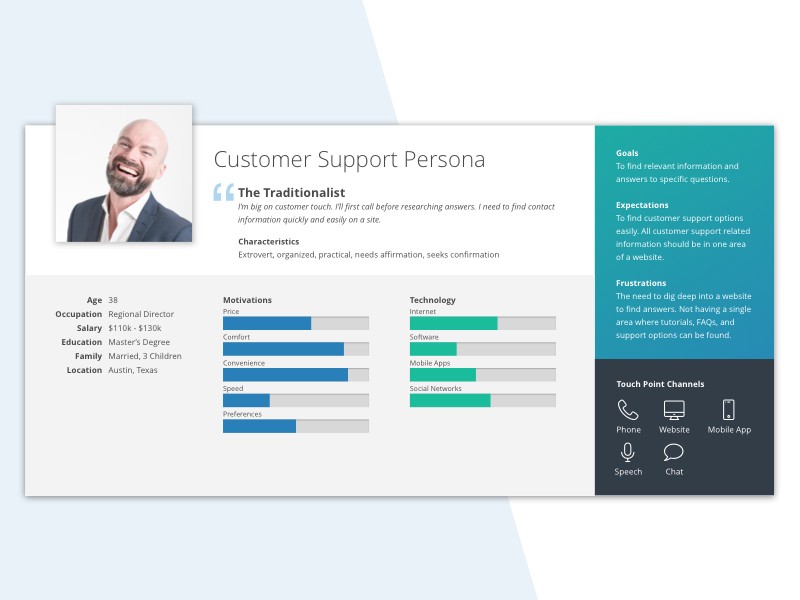 Customer Support Persona
The Traditionalist
I'm big on customer touch. I'll first call before researching answers. I need to find contact
information quickly and easily on a site.
Characteristics
Extrovert, organized, practical, needs affirmation, seeks confirmation
Age 38
Occupation Regional Director
Salary $110k - $130k
Education Master's Degree
Family Married, 3 Children
Location Austin, Texas
Motivations
Price
Comfort
Convenience
Speed
Preferences
Technology
Internet
Software
Mobile Apps
Social Networks
Goals
To find relevant information and
answers to specific questions.
Expectations
To find customer support options
easily. All customer support related
information should be in one area
of a website.
Frustrations
The need to dig deep into a website
to find answers. Not having a single
area where tutorials, FAQs, and
support options can be found.
Touch Point Channels
Phone
Website
Mobile App
Speech
Chat